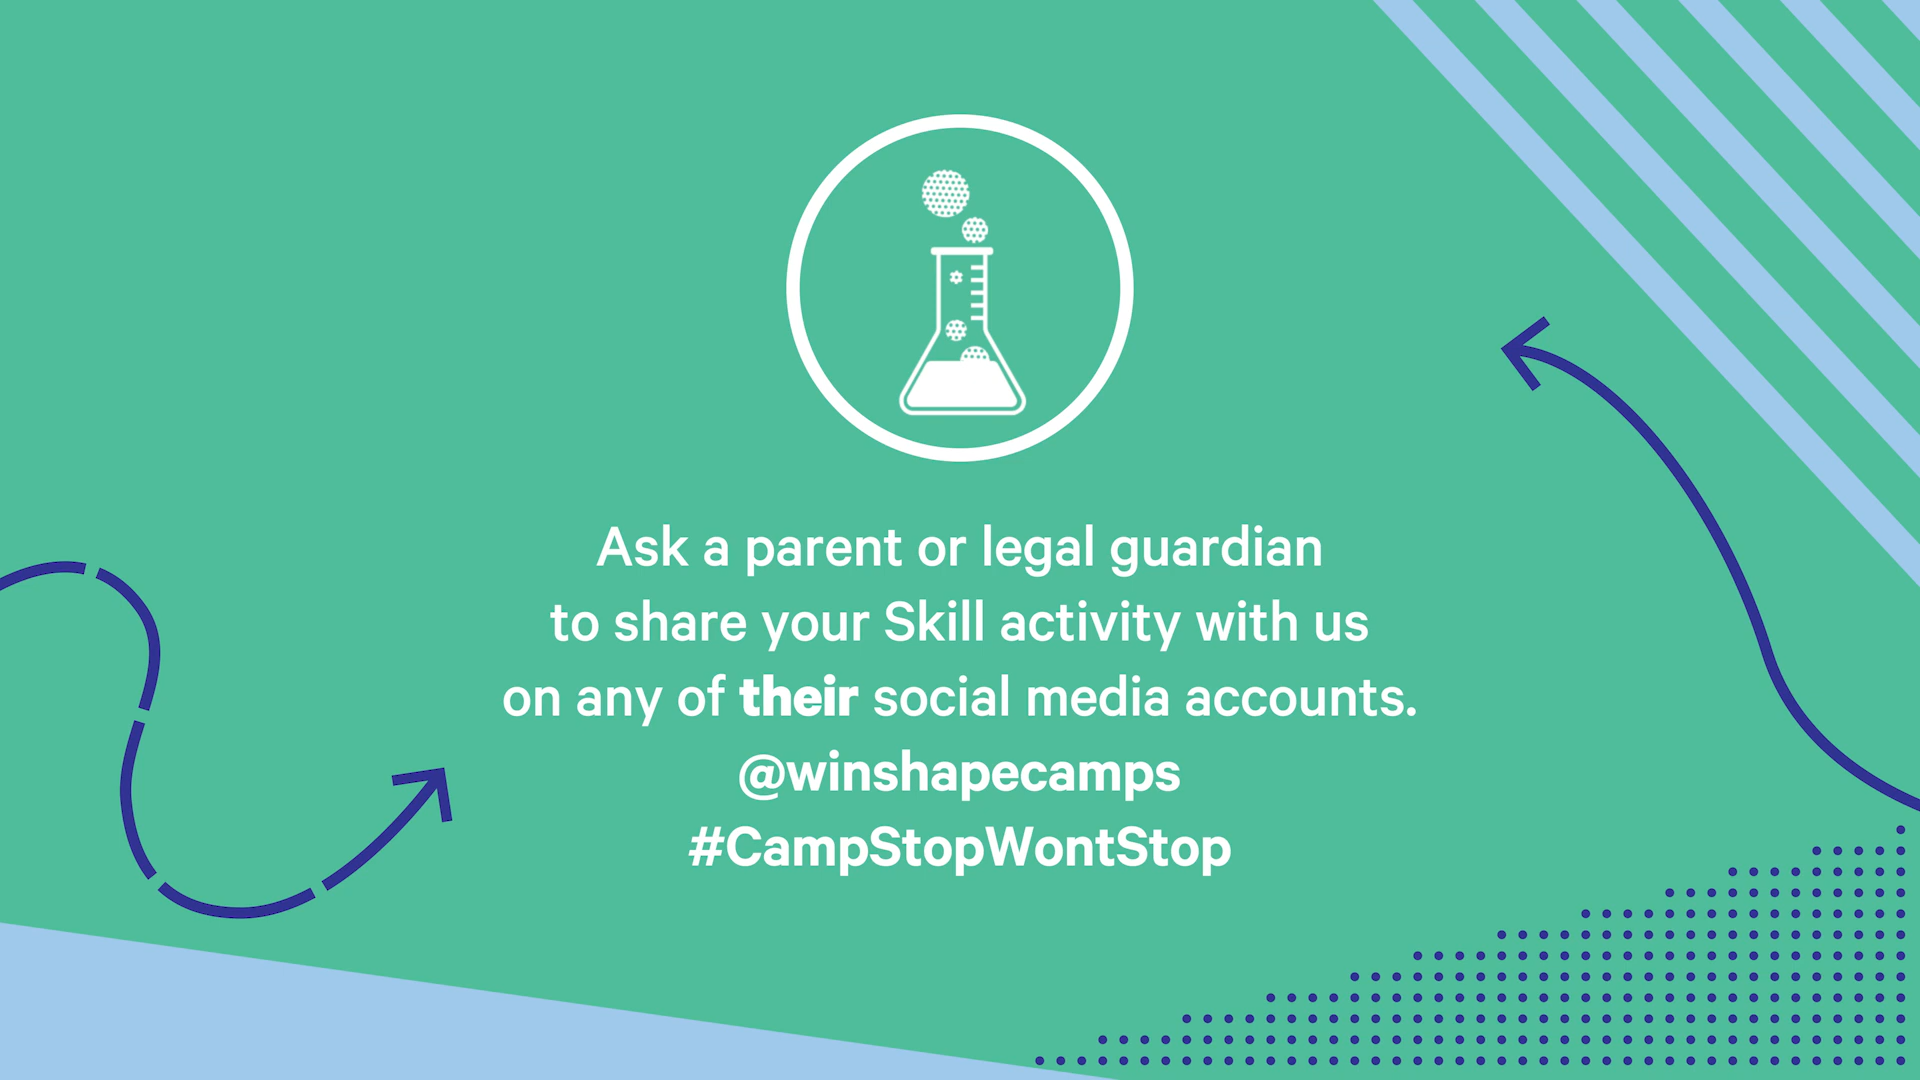 Ask a parent or legal guardian
to share your Skill activity with us
on any of their social media accounts.
@winshapecamps
#CampStopWontStop